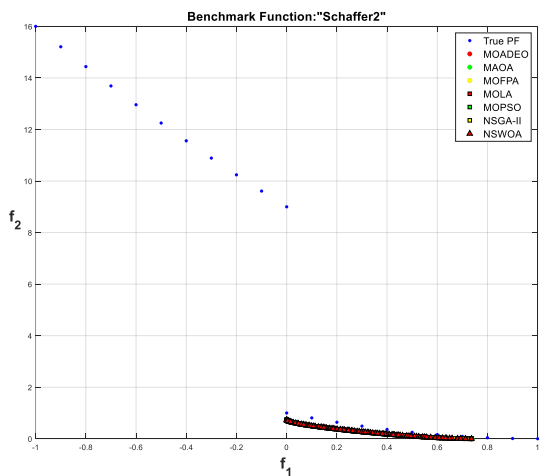 Benchmark Function:"Schaffer2"
16
14
12
10
8
6
4
2
0
f2
True PF
MOADEO
MAOA
MOFPA
MOLA
MOPSO
NSGA-II
NSWOA
-1
-0.8
-0.6
-0.4
-0.2
0
0.2
0.4
0.6
0.8
1
f1